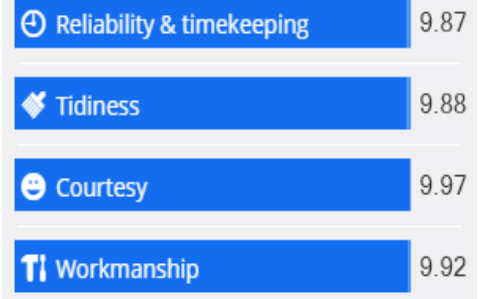 Reliability & timekeeping 9.87
Tidiness 9.88
Courtesy 9.97
Workmanship 9.92